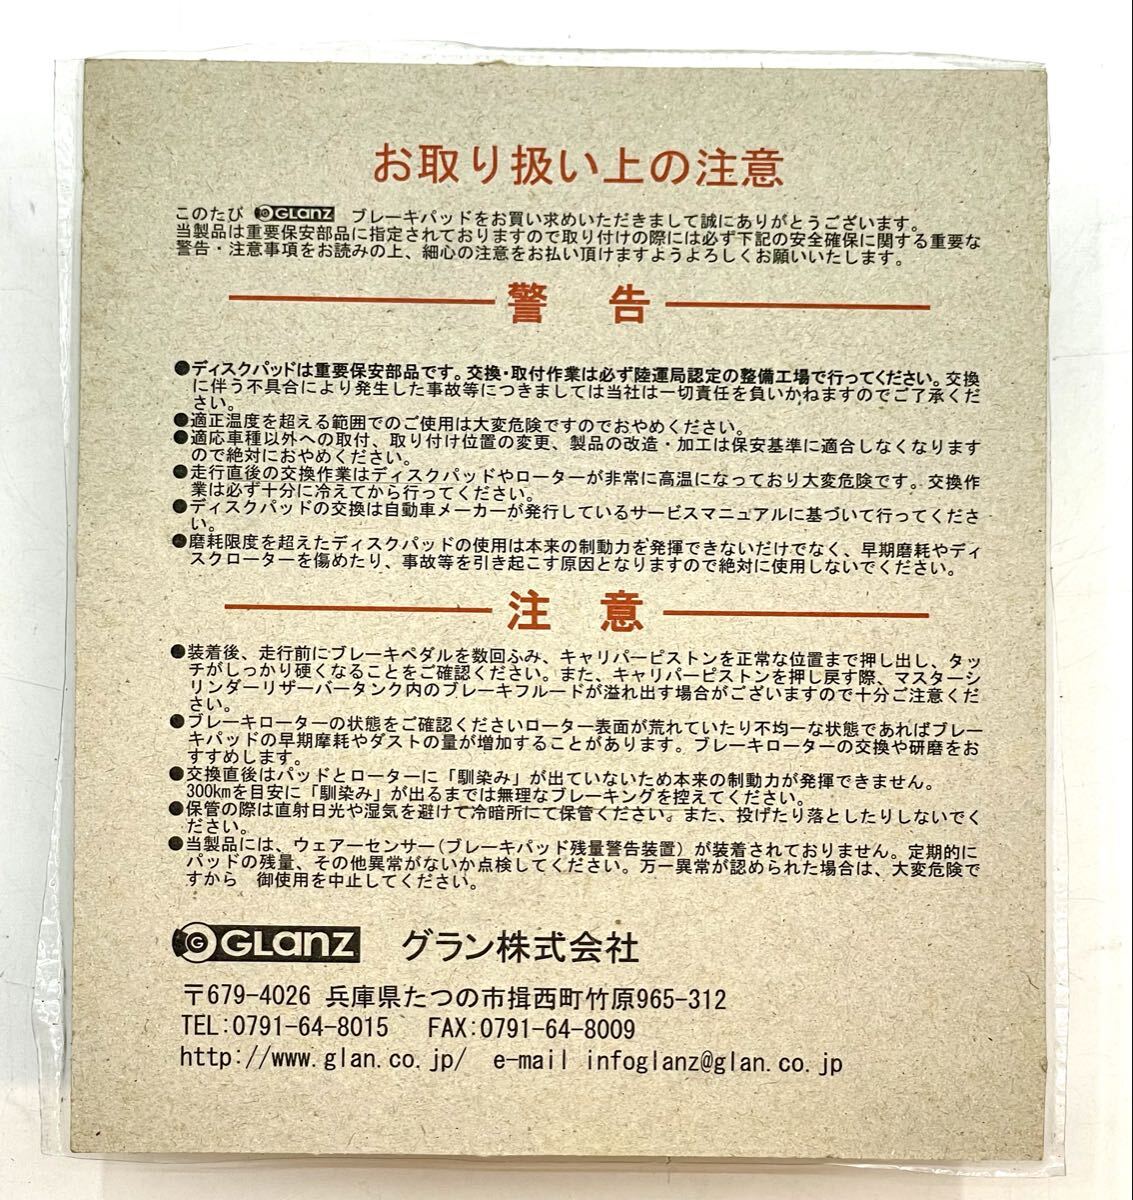 お取り扱い上の注意
このたび GLanz ブレーキパッドをお買い求めいただきまして誠にありがとうございます。
当製品は重要保安部品に指定されておりますので取り付けの際には必ず下記の安全確保に関する重要な
警告・注意事項をお読みの上、細心の注意をお払い頂けますようよろしくお願いいたします。
警 告
●ディスクパッドは重要保安部品です。交換・取付作業は必ず陸運局認定の整備工場で行ってください。交換
に伴う不具合により発生した事故等につきましては当社は一切責任を負いかねますのでご了承くだ
さい。
●適正温度を超える範囲でのご使用は大変危険ですのでおやめください。
●適応車種以外への取付、取り付け位置の変更、製品の改造・加工は保安基準に適合しなくなります
ので絶対におやめください。
●走行直後の交換作業はディスクパッドやローターが非常に高温になっており大変危険です。交換作
業は必ず十分に冷えてから行ってください。
●ディスクパッドの交換は自動車メーカーが発行しているサービスマニュアルに基づいて行ってくださ
い。
●磨耗限度を超えたディスクパッドの使用は本来の制動力を発揮できないだけでなく、早期磨耗やディ
スクローターを傷めたり、事故等を引き起こす原因となりますので絶対に使用しないでください。
注 意
●装着後、走行前にブレーキペダルを数回ふみ、キャリパーピストンを正常な位置まで押し出し、タッ
チがしっかり硬くなることをご確認ください。また、キャリパーピストンを押し戻す際、マスターシ
リンダーリザーバータンク内のブレーキフルードが溢れ出す場合がございますので十分ご注意くだ
さい。
●ブレーキローターの状態をご確認くださいローター表面が荒れていたり不均一な状態であればブレー
キパッドの早期摩耗やダストの量が増加することがあります。ブレーキローターの交換や研磨をお
すすめします。
●交換直後はパッドとローターに「馴染み」が出ていないため本来の制動力が発揮できません。
300kmを目安に「馴染み」が出るまでは無理なブレーキングを控えてください。
●保管の際は直射日光や湿気を避けて冷暗所にて保管ください。また、投げたり落としたりしないでく
ださい。
●当製品には、ウェアーセンサー(ブレーキパッド残量警告装置)が装着されておりません。定期的に
パッドの残量、その他異常がないか点検してください。万一異常が認められた場合は、大変危険で
すから 御使用を中止してください。
G GLanz グラン株式会社
〒679-4026 兵庫県たつの市揖西町竹原965-312
TEL:0791-64-8015 FAX:0791-64-8009
http://www.glan.co.jp/ e-mail infoglanz@glan.co.jp